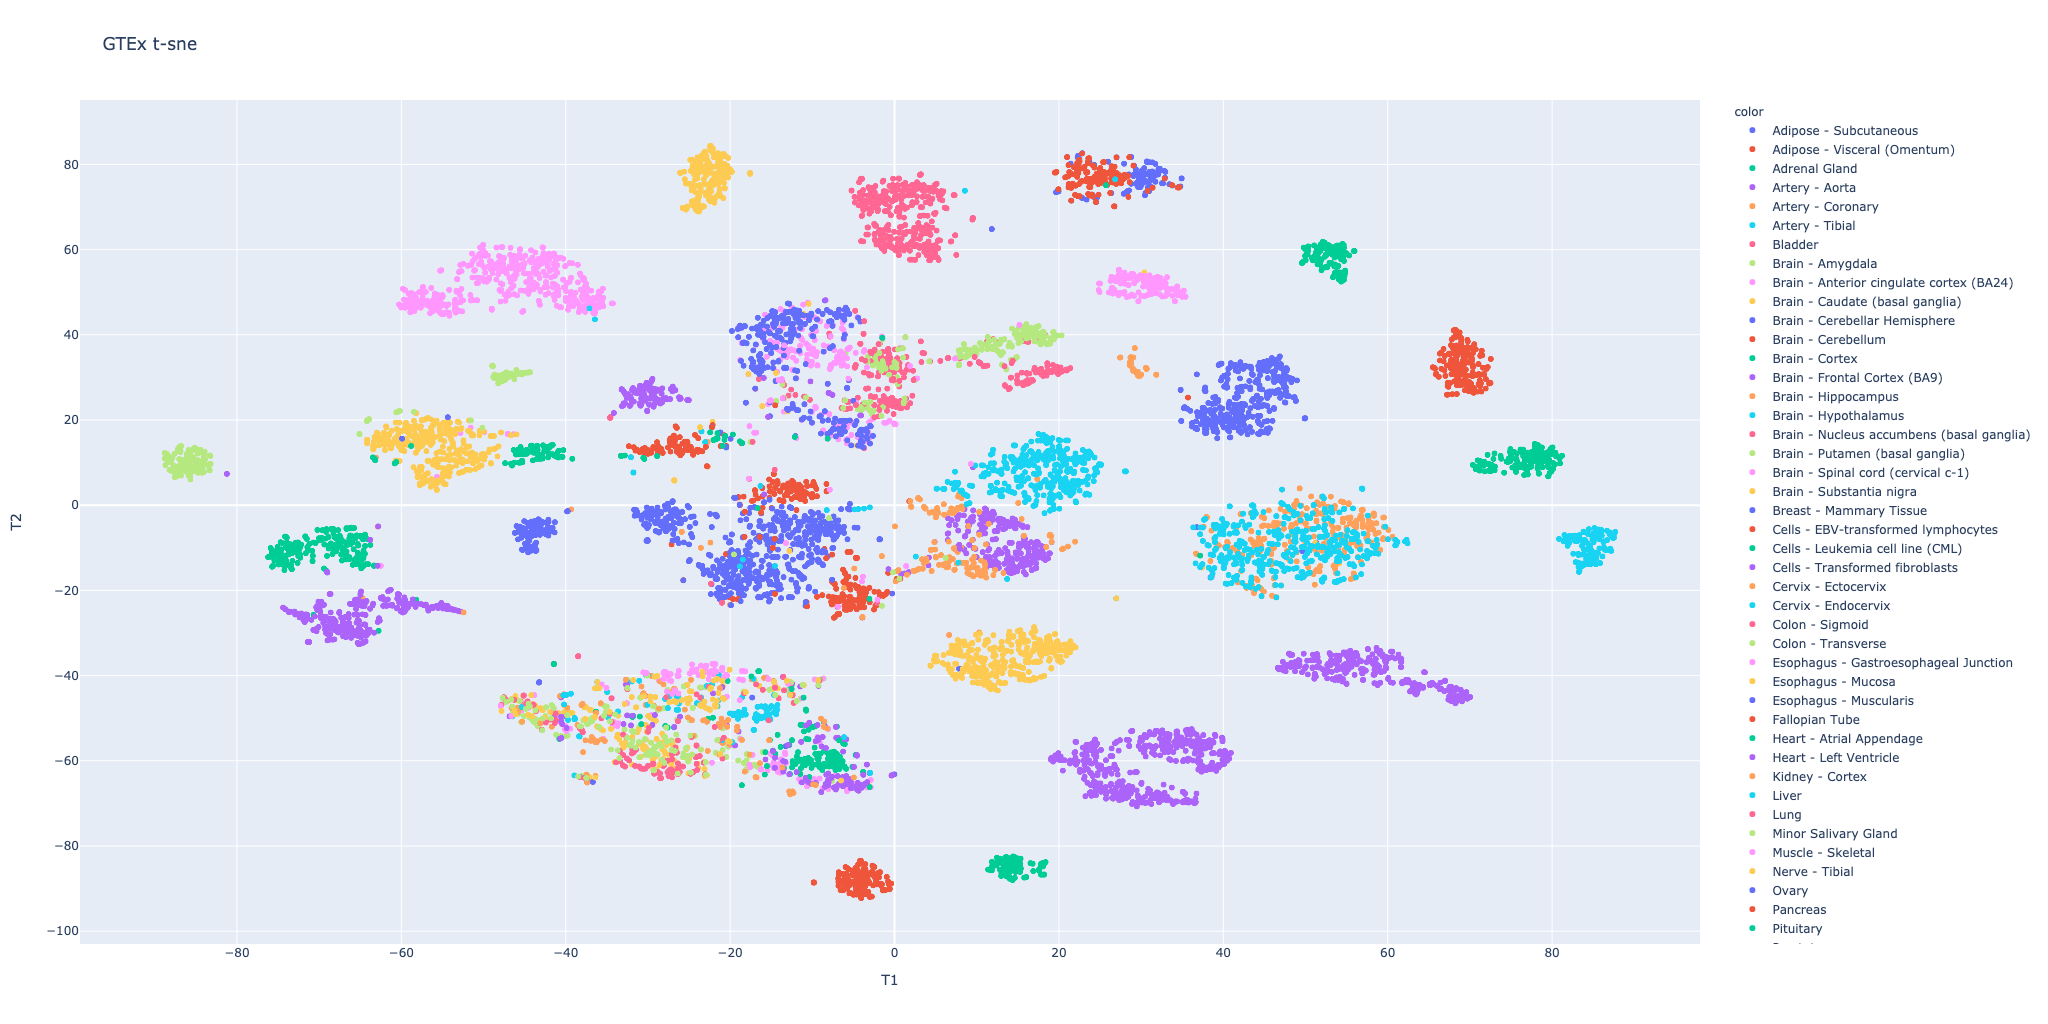 GTEx t-sne
T2
80
60
40
20
0
−20
−40
−60
−80
−100
−80
−60
−40
−20
0
20
40
60
80
T1
color
Adipose - Subcutaneous
Adipose - Visceral (Omentum)
Adrenal Gland
Artery - Aorta
Artery - Coronary
Artery - Tibial
Bladder
Brain - Amygdala
Brain - Anterior cingulate cortex (BA24)
Brain - Caudate (basal ganglia)
Brain - Cerebellar Hemisphere
Brain - Cerebellum
Brain - Cortex
Brain - Frontal Cortex (BA9)
Brain - Hippocampus
Brain - Hypothalamus
Brain - Nucleus accumbens (basal ganglia)
Brain - Putamen (basal ganglia)
Brain - Spinal cord (cervical c-1)
Brain - Substantia nigra
Breast - Mammary Tissue
Cells - EBV-transformed lymphocytes
Cells - Leukemia cell line (CML)
Cells - Transformed fibroblasts
Cervix - Ectocervix
Cervix - Endocervix
Colon - Sigmoid
Colon - Transverse
Esophagus - Gastroesophageal Junction
Esophagus - Mucosa
Esophagus - Muscularis
Fallopian Tube
Heart - Atrial Appendage
Heart - Left Ventricle
Kidney - Cortex
Liver
Lung
Minor Salivary Gland
Muscle - Skeletal
Nerve - Tibial
Ovary
Pancreas
Pituitary